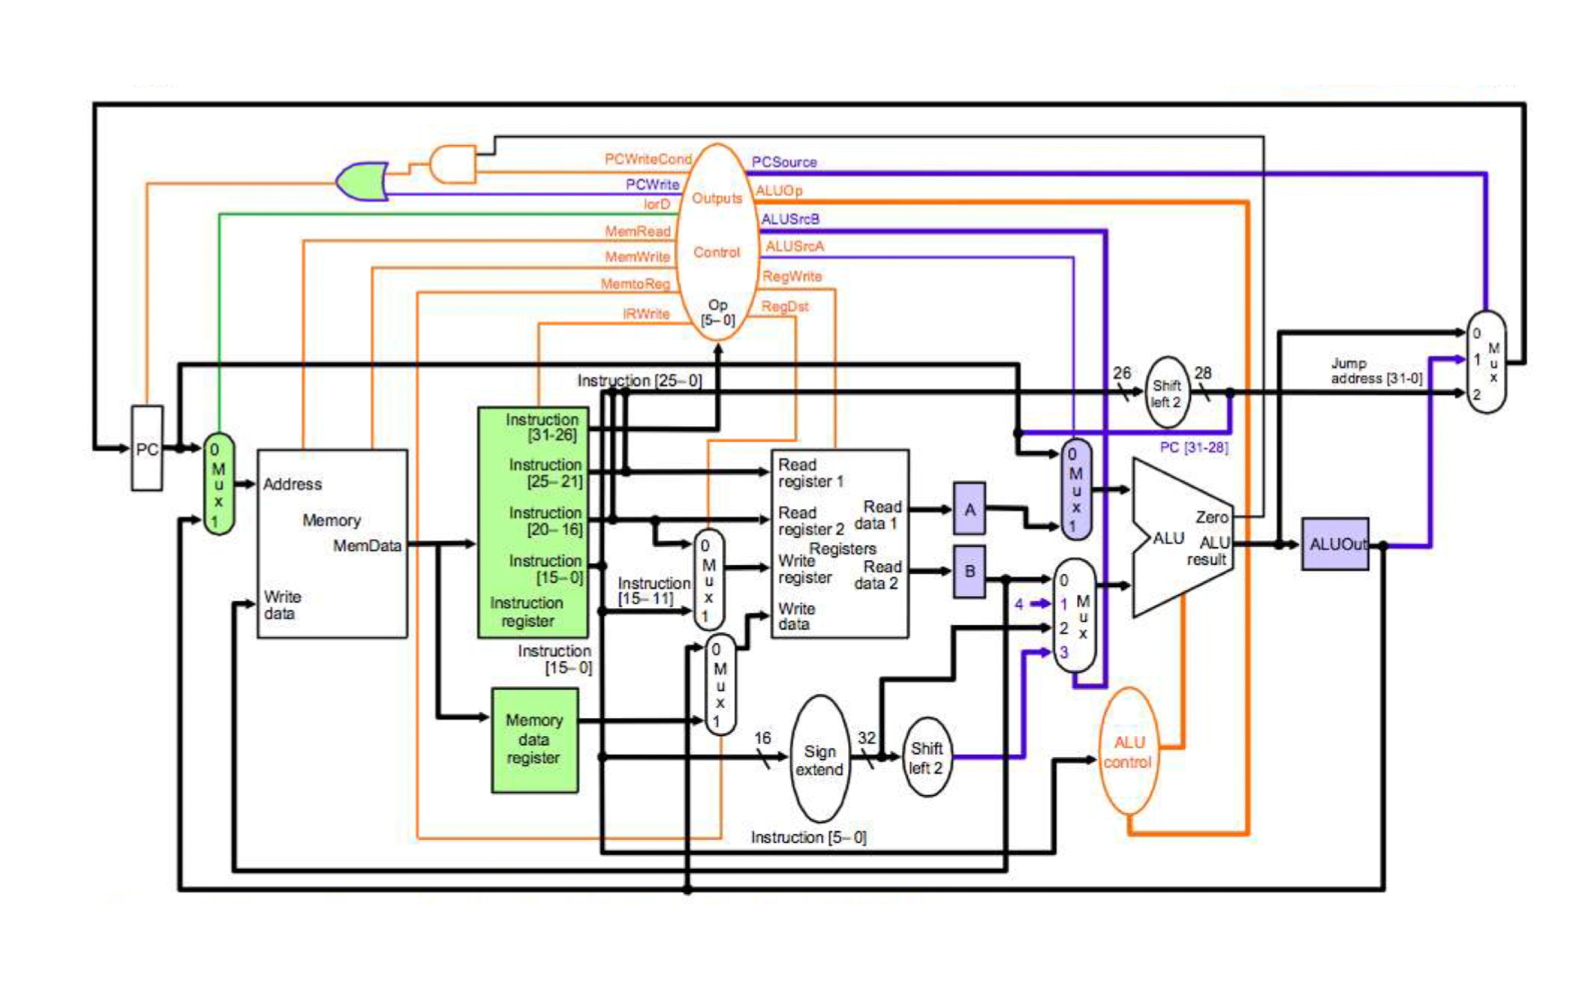 PCWriteCond
PCSource
PCWrite
ALUOp
IorD
Outputs
ALUSrcB
MemRead
ALUSrcA
MemWrite
Control
RegWrite
MemtoReg
RegDst
IRWrite
Op
[5–0]
Instruction [25–0]
26
Shift
left 2
28
Jump
address [31-0]
0
1
2
M
u
x
PC
0
M
u
x
1
Address
Memory
MemData
Write
data
Instruction
[31-26]
Instruction
[25–21]
Instruction
[20–16]
Instruction
[15–0]
Instruction
register
Instruction
[15–0]
Memory
data
register
Instruction
[15–11]
0
M
u
x
1
0
M
u
x
1
Read
register 1
Read
register 2
Registers
Write
register
Write
data
Read
data 1
Read
data 2
A
B
PC [31-28]
0
M
u
x
1
4
0
1
2
3
M
u
x
Zero
ALU
ALU
result
ALUOut
16
Sign
extend
32
Shift
left 2
ALU
control
Instruction [5–0]